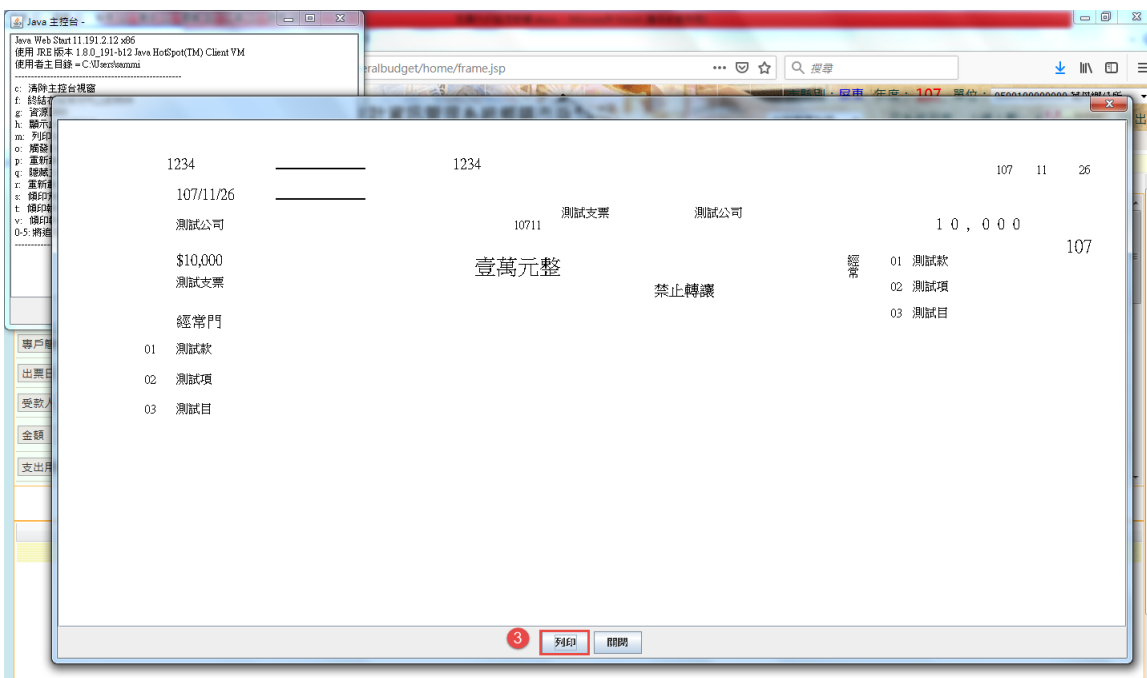 Java 主控台 -
Java Web Start 11.191.2.12 x86
使用 JRE 版本 1.8.0_191-b12 Java HotSpot(TM) Client VM
使用者主目錄 = C:\Users\sammi
----------------------------------------------------
c: 清除主控台視窗
f: 終結
g: 資源
h: 顯示
m: 列印
o: 觸發
p: 重新
q: 隱藏
r: 重新
s: 傾印
t: 傾印
v: 傾印
0-5: 將追
eralbudget/home/frame.jsp
搜尋
屏東 年度： 107 單位：
1234 1234 107 11 26
107/11/26
測試公司 10711 測試支票 測試公司 10,000
$10,000 壹萬元整 經常 01 測試款 107
測試支票 禁止轉讓 02 測試項
經常門 03 測試目
01 測試款
02 測試項
03 測試目
專戶
出票日
受款人
金額
支出用
3 列印 關閉